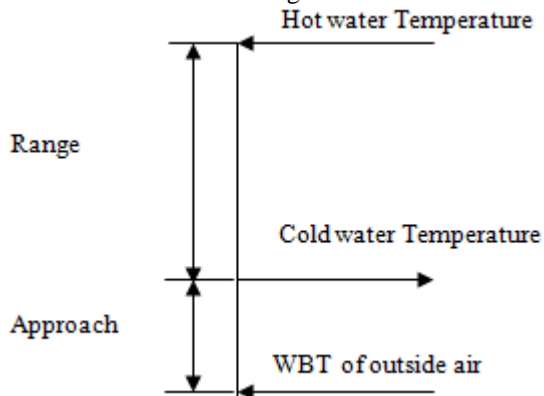 Hot water Temperature
Range
Cold water Temperature
Approach
WBT of outside air